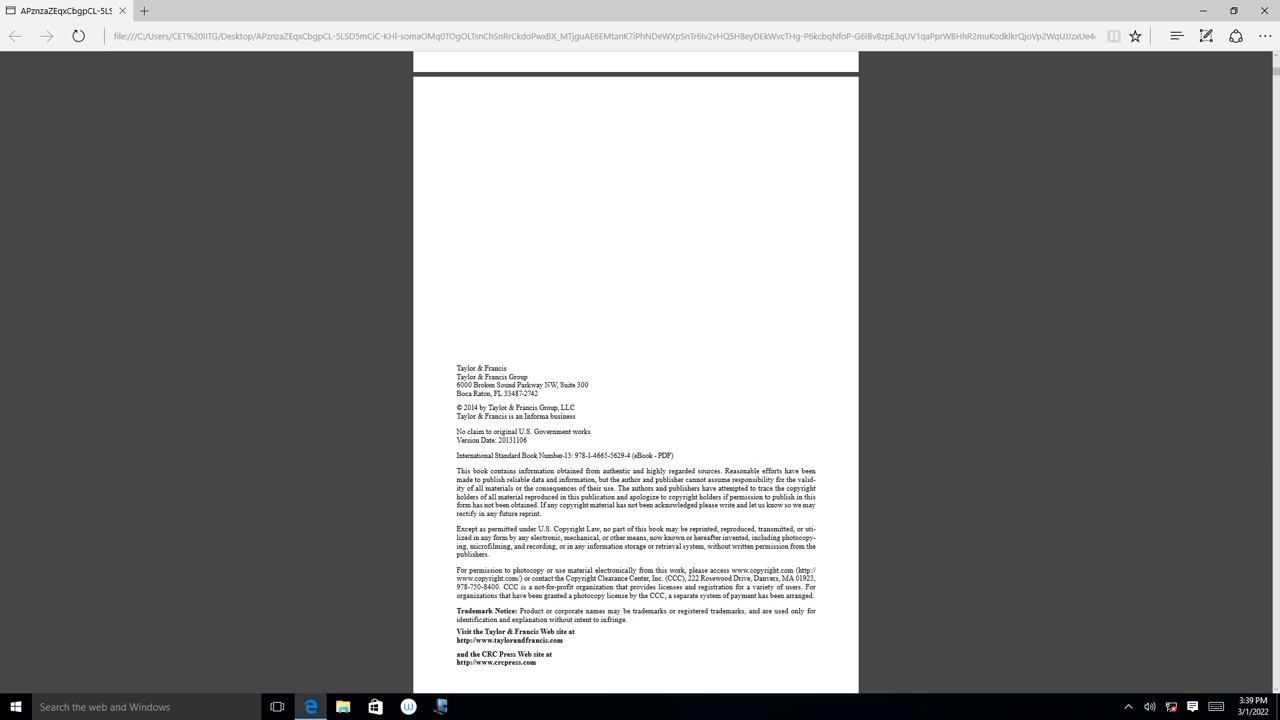 APznzaZEqxCbgpCL-5LS
file:///C:/Users/CET%20IITG/Desktop/APznzaZEqxCbgpCL-5LSD5mCiC-KHl-somaOMq0TOgOLTsnChSnRrCkdoPwxBX_MTjguAE6EMtanK7iPhNDeWXpSnTr6Iv2vHQ5H8eyDEkWvcTHg-P6kcbqNfoP-G6IBv8zpE3qUV1qaPprWBHhR2muKodklkrQjoVp2WqUJJzxUe4
Taylor & Francis
Taylor & Francis Group
6000 Broken Sound Parkway NW, Suite 300
Boca Raton, FL 33487-2742
© 2014 by Taylor & Francis Group, LLC
Taylor & Francis is an Informa business
No claim to original U.S. Government works
Version Date: 20131106
International Standard Book Number-13: 978-1-4665-5629-4 (eBook - PDF)
This book contains information obtained from authentic and highly regarded sources. Reasonable efforts have been
made to publish reliable data and information, but the author and publisher cannot assume responsibility for the valid-
ity of all materials or the consequences of their use. The authors and publishers have attempted to trace the copyright
holders of all material reproduced in this publication and apologize to copyright holders if permission to publish in this
form has not been obtained. If any copyright material has not been acknowledged please write and let us know so we may
rectify in any future reprint.
Except as permitted under U.S. Copyright Law, no part of this book may be reprinted, reproduced, transmitted, or uti-
lized in any form by any electronic, mechanical, or other means, now known or hereafter invented, including photocopy-
ing, microfilming, and recording, or in any information storage or retrieval system, without written permission from the
publishers.
For permission to photocopy or use material electronically from this work, please access www.copyright.com (http://
www.copyright.com/) or contact the Copyright Clearance Center, Inc. (CCC), 222 Rosewood Drive, Danvers, MA 01923,
978-750-8400. CCC is a not-for-profit organization that provides licenses and registration for a variety of users. For
organizations that have been granted a photocopy license by the CCC, a separate system of payment has been arranged.
Trademark Notice: Product or corporate names may be trademarks or registered trademarks, and are used only for
identification and explanation without intent to infringe.
Visit the Taylor & Francis Web site at
http://www.taylorandfrancis.com
and the CRC Press Web site at
http://www.crcpress.com
Search the web and Windows
3:39 PM
3/1/2022